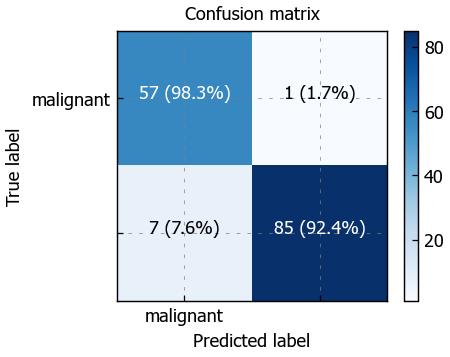 Confusion matrix
57 (98.3%) 1 (1.7%)
7 (7.6%) 85 (92.4%)
malignant
True label
malignant
Predicted label
80
60
40
20